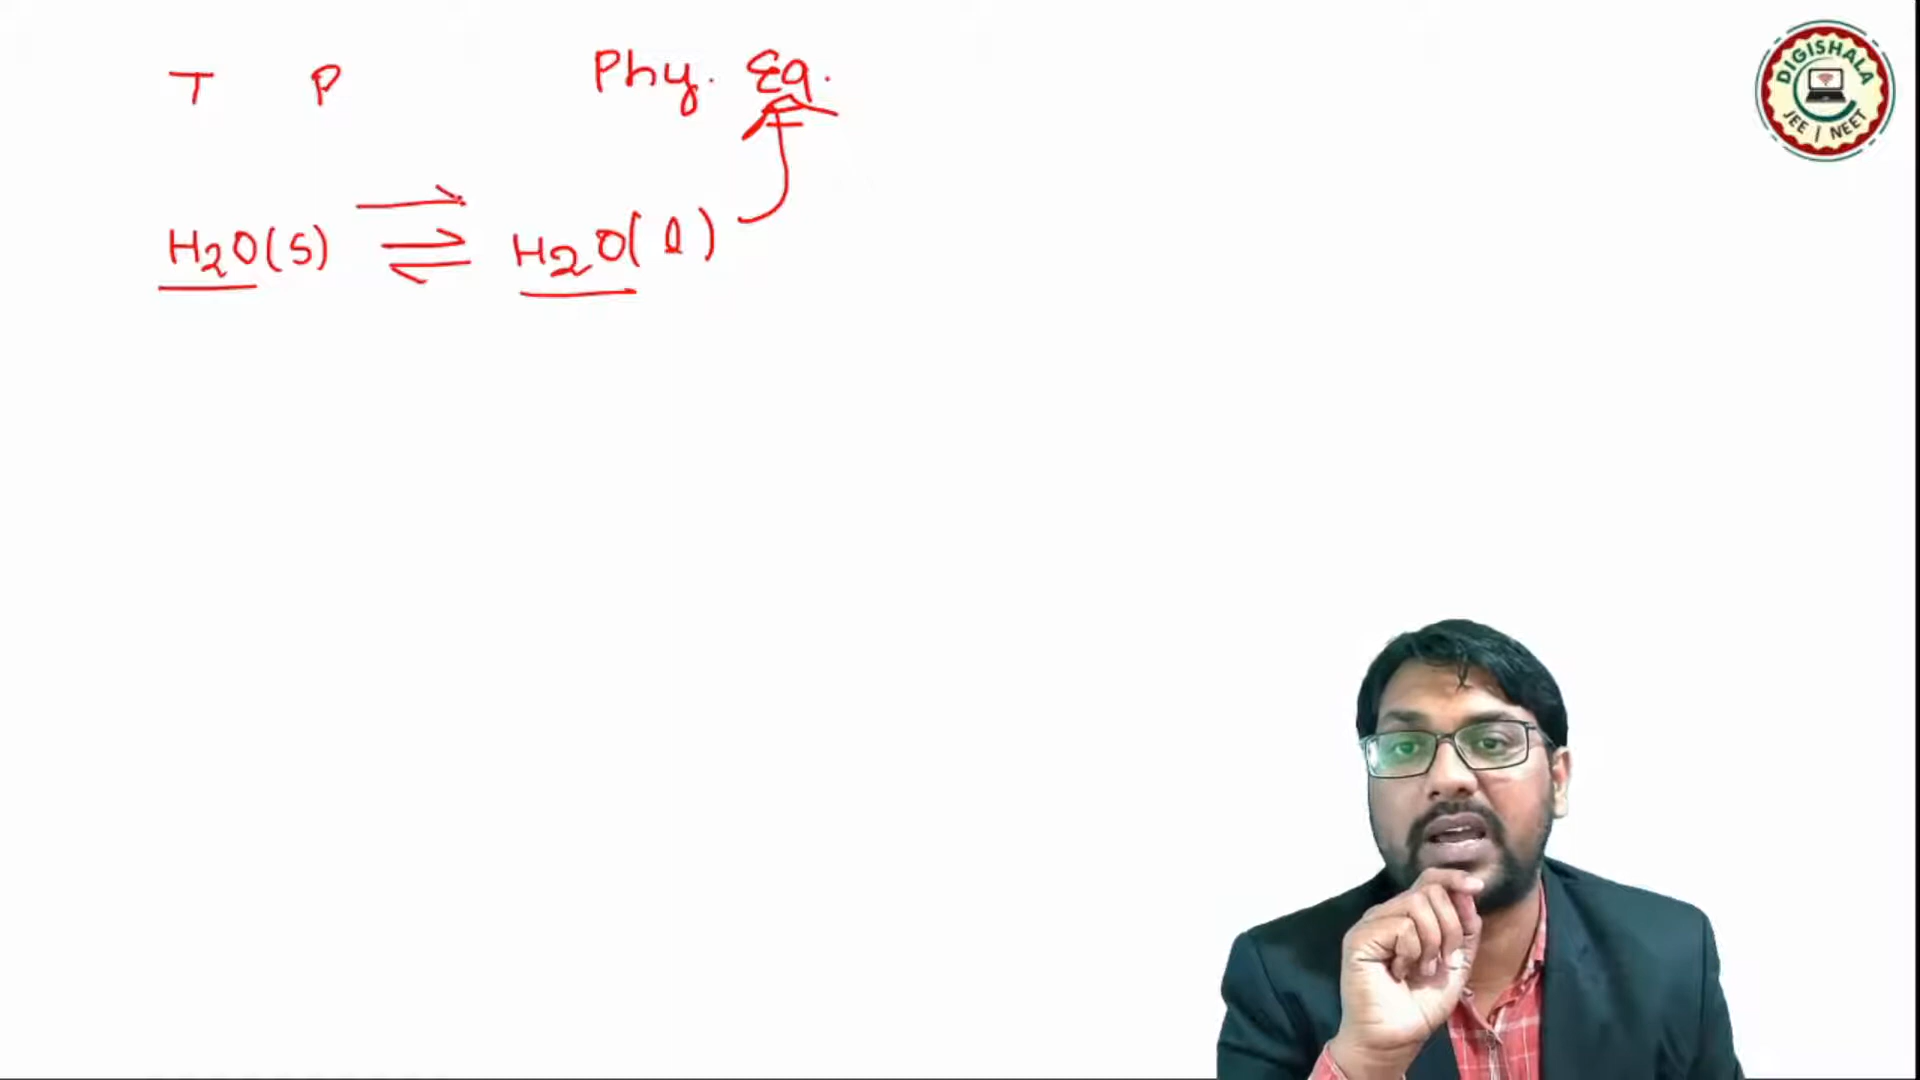 T P Phy. Eq.
H2O(s) ⇌ H2O(l)
DIGISHALA
JEE | NEET